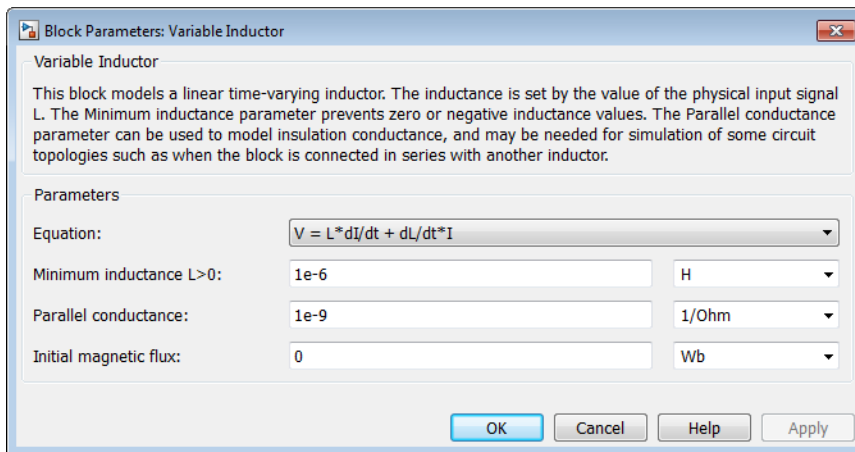 Block Parameters: Variable Inductor
Variable Inductor
This block models a linear time-varying inductor. The inductance is set by the value of the physical input signal
L. The Minimum inductance parameter prevents zero or negative inductance values. The Parallel conductance
parameter can be used to model insulation conductance, and may be needed for simulation of some circuit
topologies such as when the block is connected in series with another inductor.
Parameters
Equation: V = L*dI/dt + dL/dt*I
Minimum inductance L>0: 1e-6 H
Parallel conductance: 1e-9 1/Ohm
Initial magnetic flux: 0 Wb
OK Cancel Help Apply